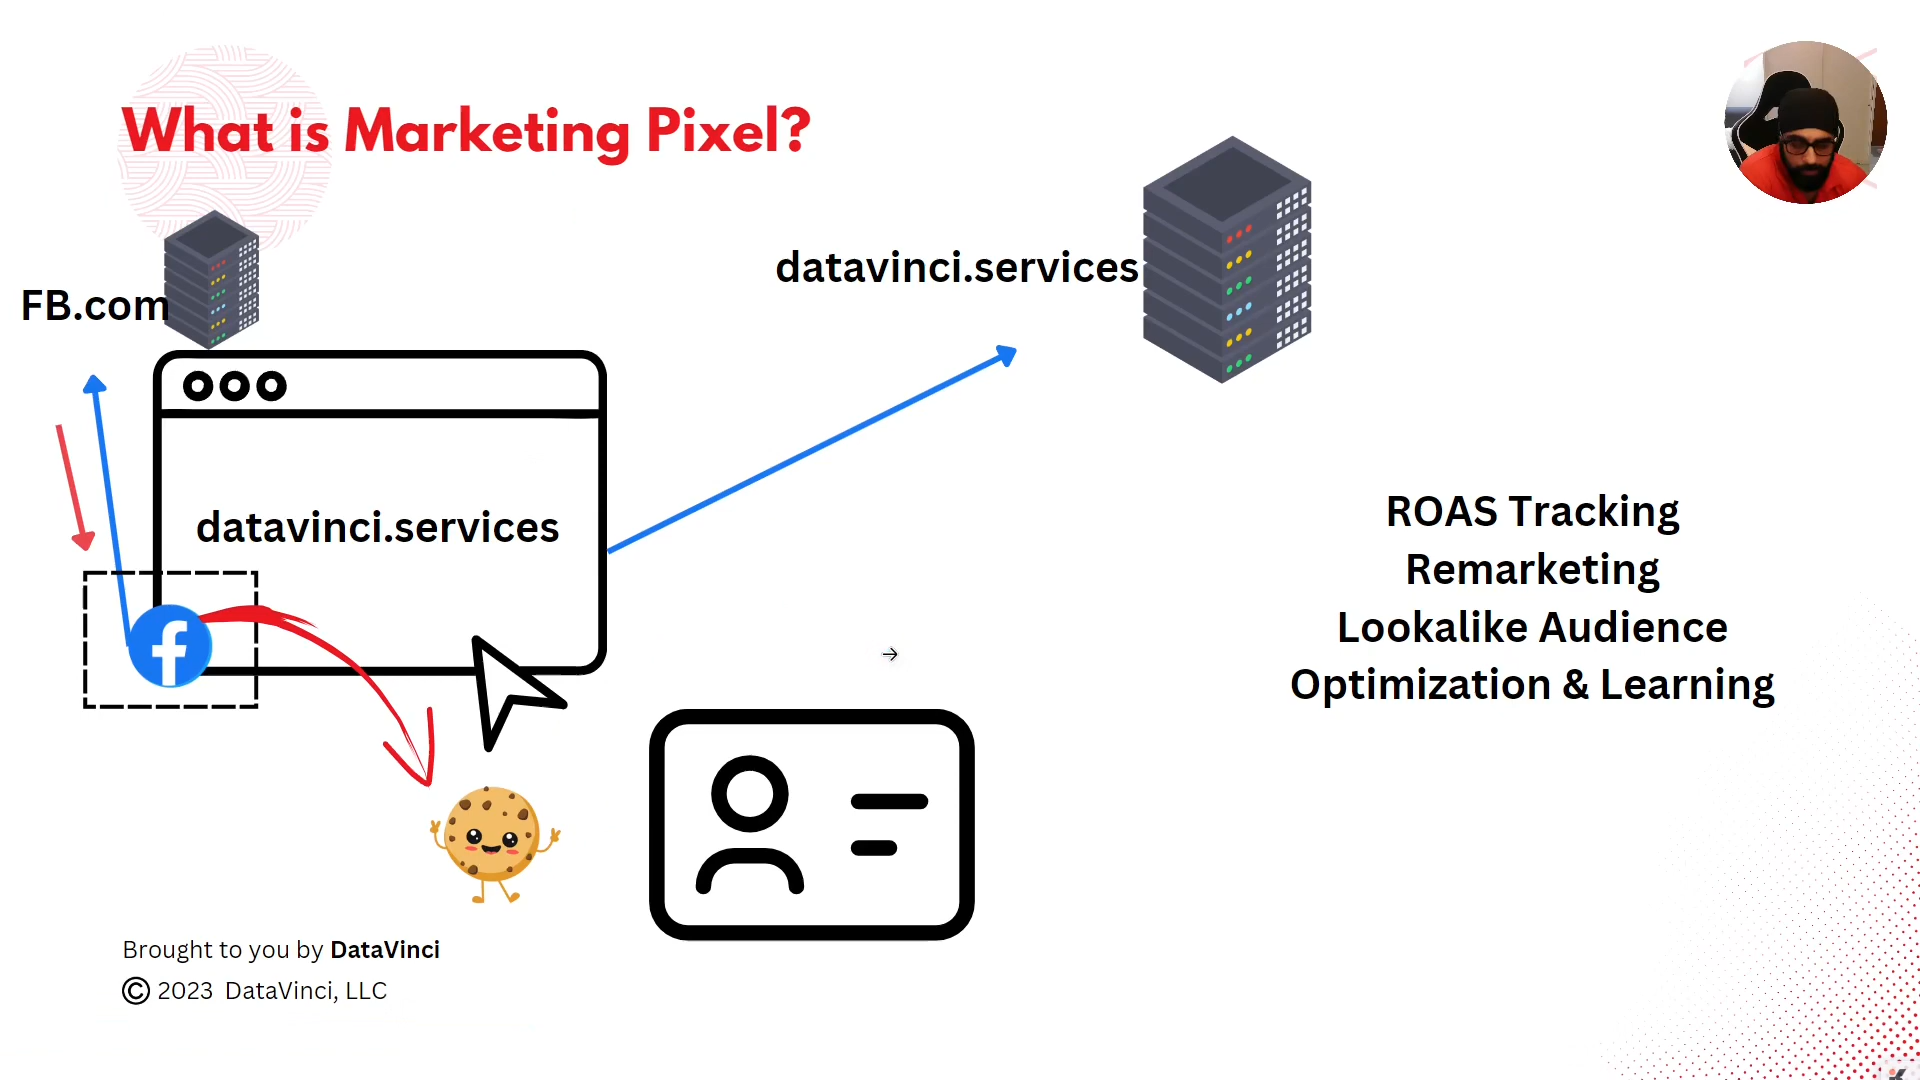 What is Marketing Pixel?
FB.com
datavinci.services
datavinci.services
ROAS Tracking
Remarketing
Lookalike Audience
Optimization & Learning
Brought to you by DataVinci
© 2023 DataVinci, LLC